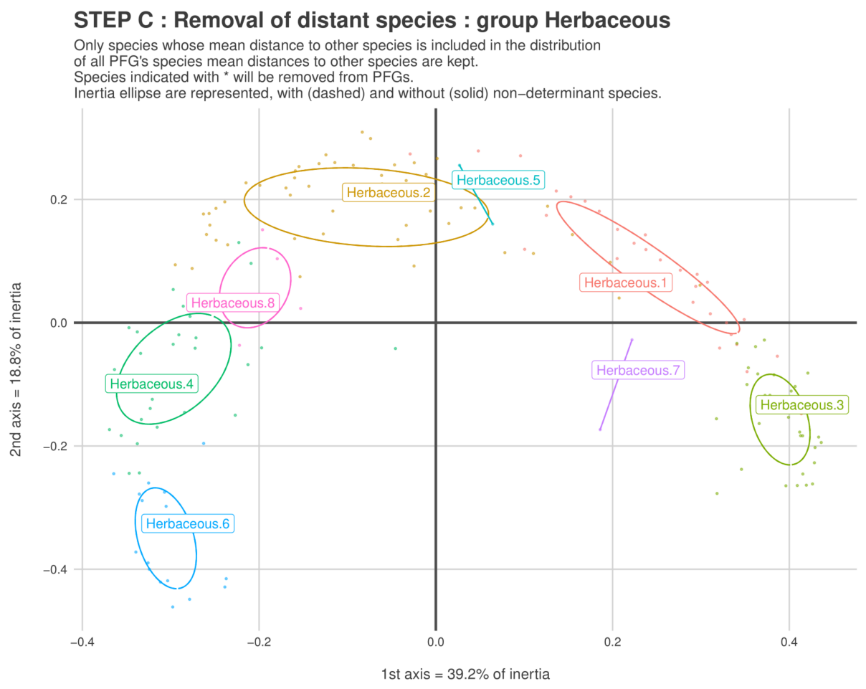 STEP C : Removal of distant species : group Herbaceous
Only species whose mean distance to other species is included in the distribution
of all PFG's species mean distances to other species are kept.
Species indicated with * will be removed from PFGs.
Inertia ellipse are represented, with (dashed) and without (solid) non−determinant species.
Herbaceous.5
Herbaceous.2
0.2
Herbaceous.1
Herbaceous.8
0.0
Herbaceous.7
Herbaceous.4
Herbaceous.3
−0.2
Herbaceous.6
−0.4
2nd axis = 18.8% of inertia
−0.4
−0.2
0.0
0.2
0.4
1st axis = 39.2% of inertia